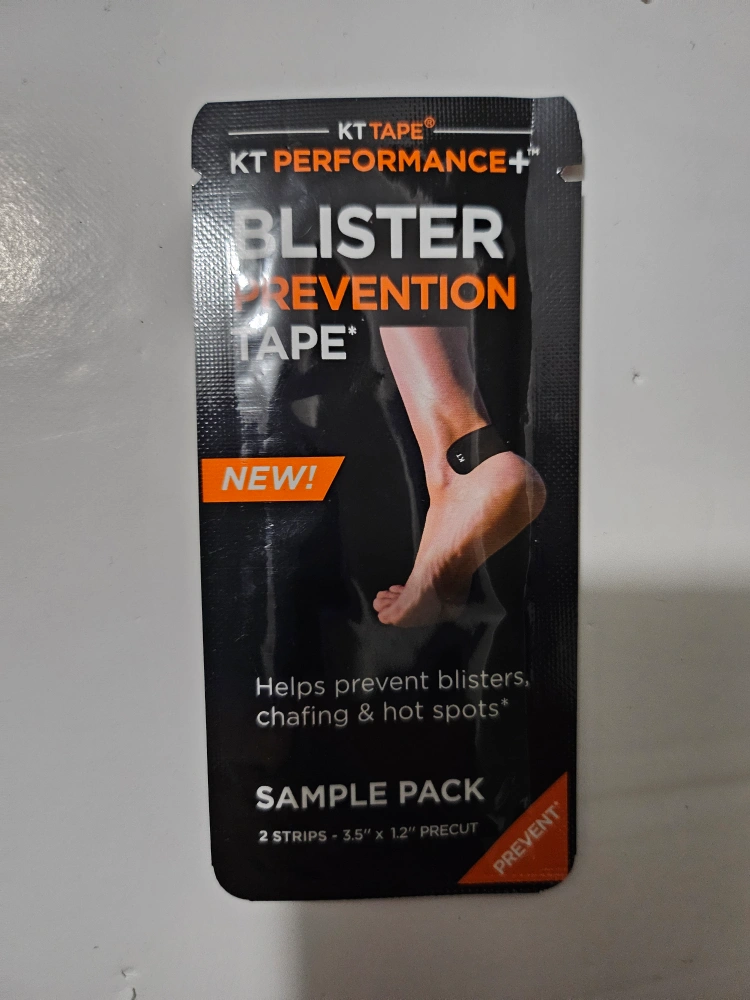 KT TAPE®
KT PERFORMANCE+™
BLISTER
PREVENTION
TAPE*
KT
NEW!
Helps prevent blisters,
chafing & hot spots*
SAMPLE PACK
2 STRIPS - 3.5" x 1.2" PRECUT
PREVENT*